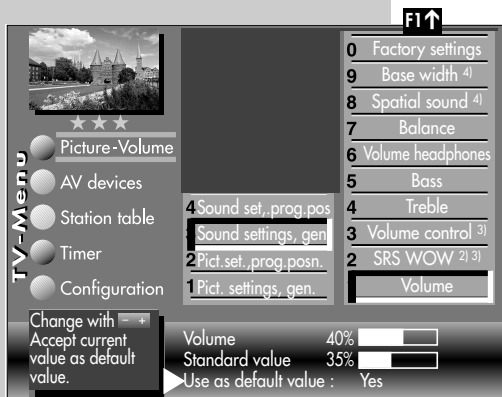 F1↑
0 Factory settings
9 Base width 4)
8 Spatial sound 4)
7 Balance
6 Volume headphones
5 Bass
4 Treble
3 Volume control 3)
2 SRS WOW 2) 3)
1 Volume
TV-Menu
Picture-Volume
AV devices
Station table
Timer
Configuration
4 Sound set,.prog.pos
3 Sound settings, gen
2 Pict.set.,prog.posn.
1 Pict. settings, gen.
Change with - +
Accept current
value as default
value.
Volume 40%
Standard value 35%
Use as default value : Yes